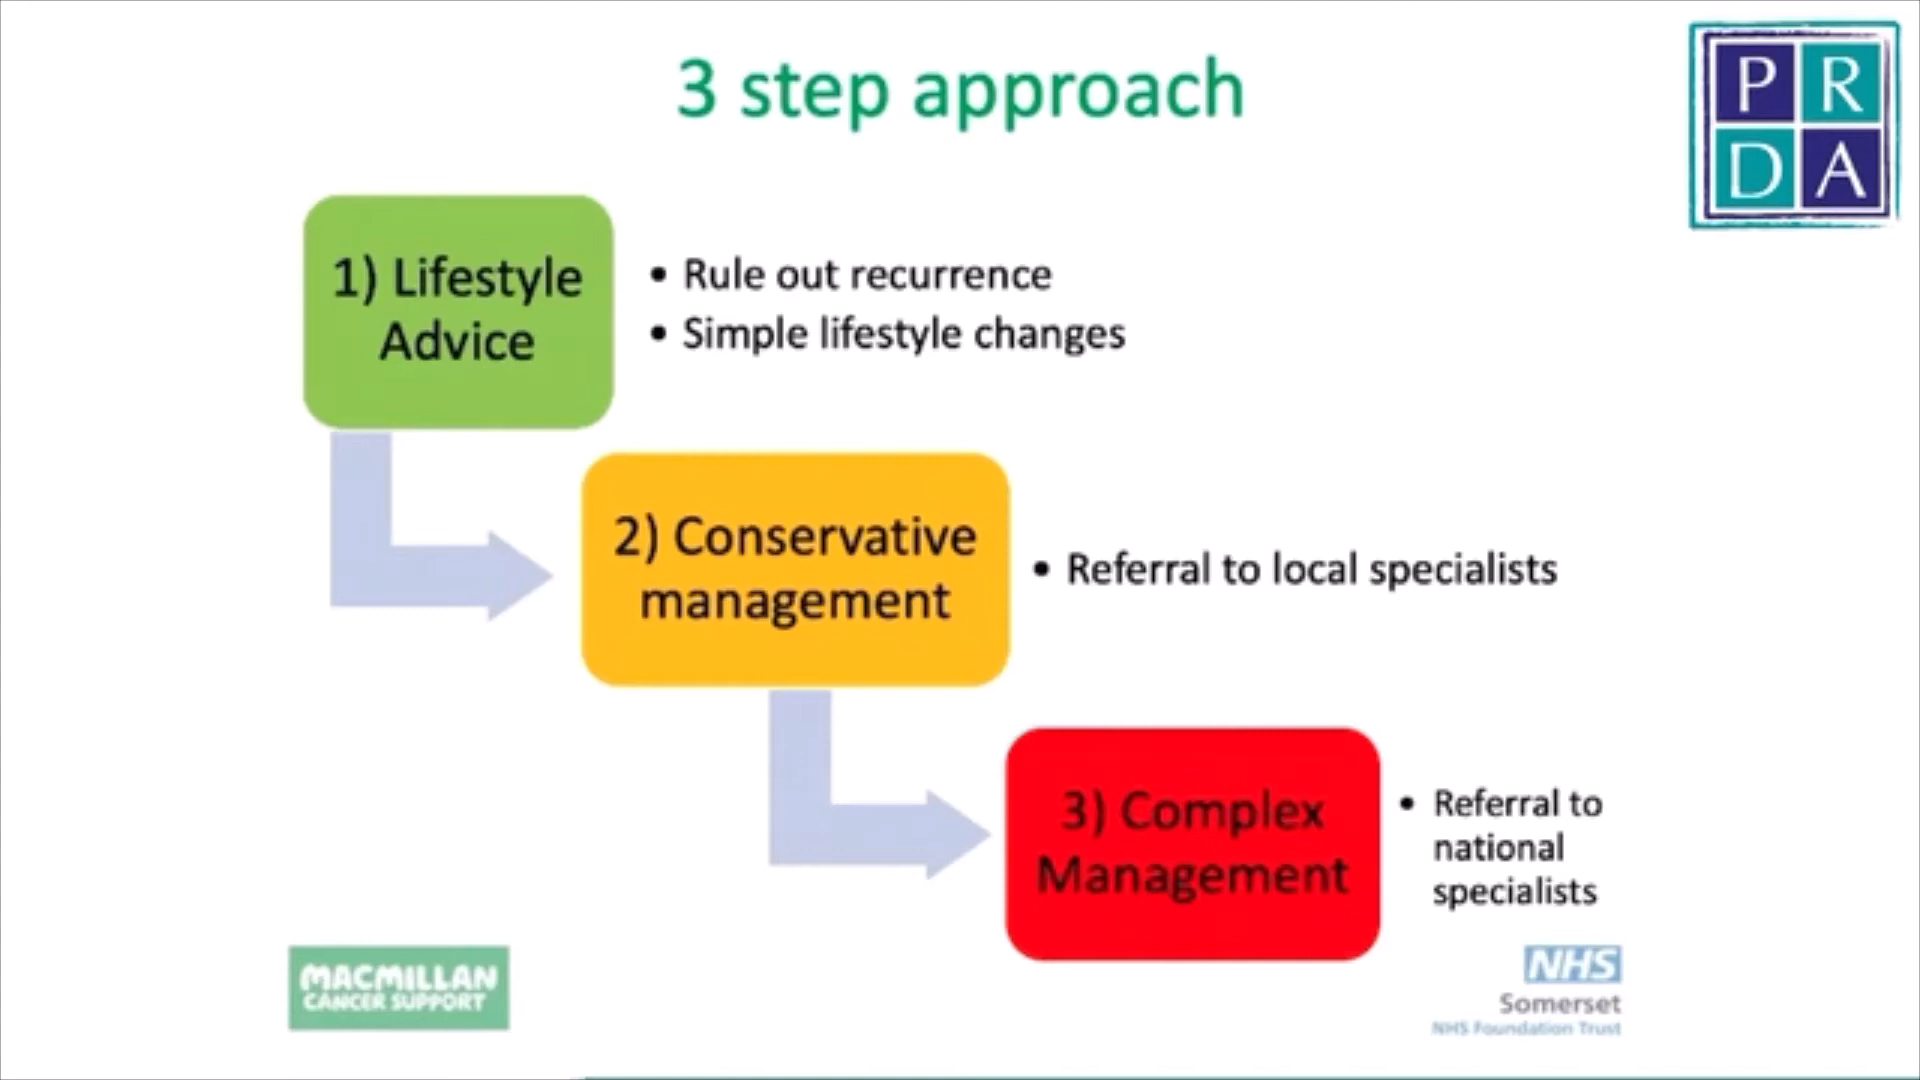 3 step approach
P R
D A
1) Lifestyle
Advice
• Rule out recurrence
• Simple lifestyle changes
2) Conservative
management
• Referral to local specialists
3) Complex
Management
• Referral to
national
specialists
MACMILLAN
CANCER SUPPORT
NHS
Somerset
NHS Foundation Trust